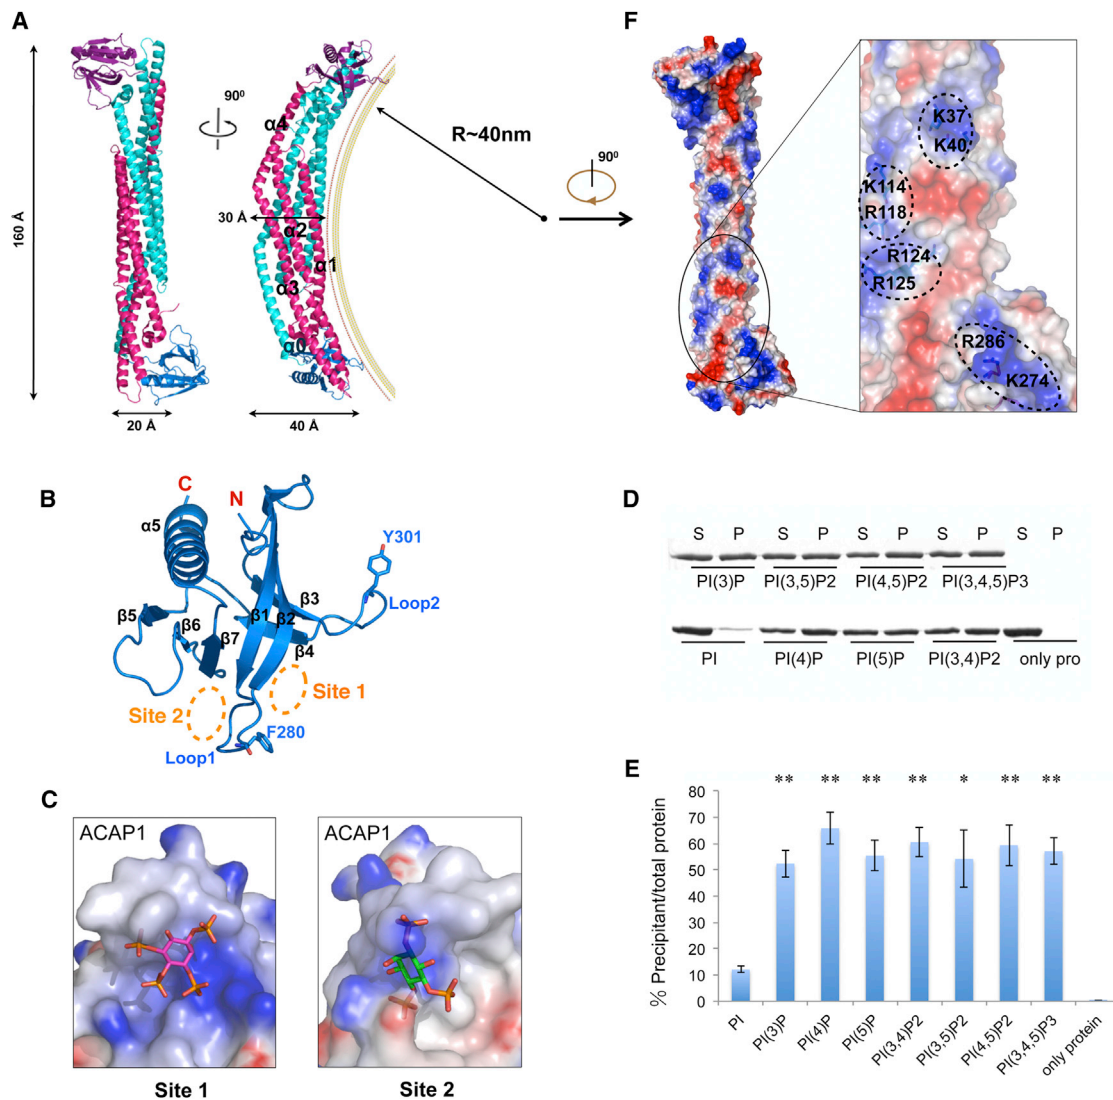 A
160 Å
20 Å
90⁰
α4
30 Å
α2
α1
α3
α0
40 Å
R~40nm
90⁰
F
K37
K40
K114
R118
R124
R125
R286
K274
B
C
N
α5
Y301
β3
Loop2
β5
β1
β2
β6
β7
β4
Site 1
Site 2
F280
Loop1
C
ACAP1
Site 1
ACAP1
Site 2
D
S P S P S P S P S P
PI(3)P PI(3,5)P2 PI(4,5)P2 PI(3,4,5)P3
PI PI(4)P PI(5)P PI(3,4)P2 only pro
E
** ** ** ** * ** **
% Precipitant/total protein
80
70
60
50
40
30
20
10
0
PI
PI(3)P
PI(4)P
PI(5)P
PI(3,4)P2
PI(3,5)P2
PI(4,5)P2
PI(3,4,5)P3
only protein